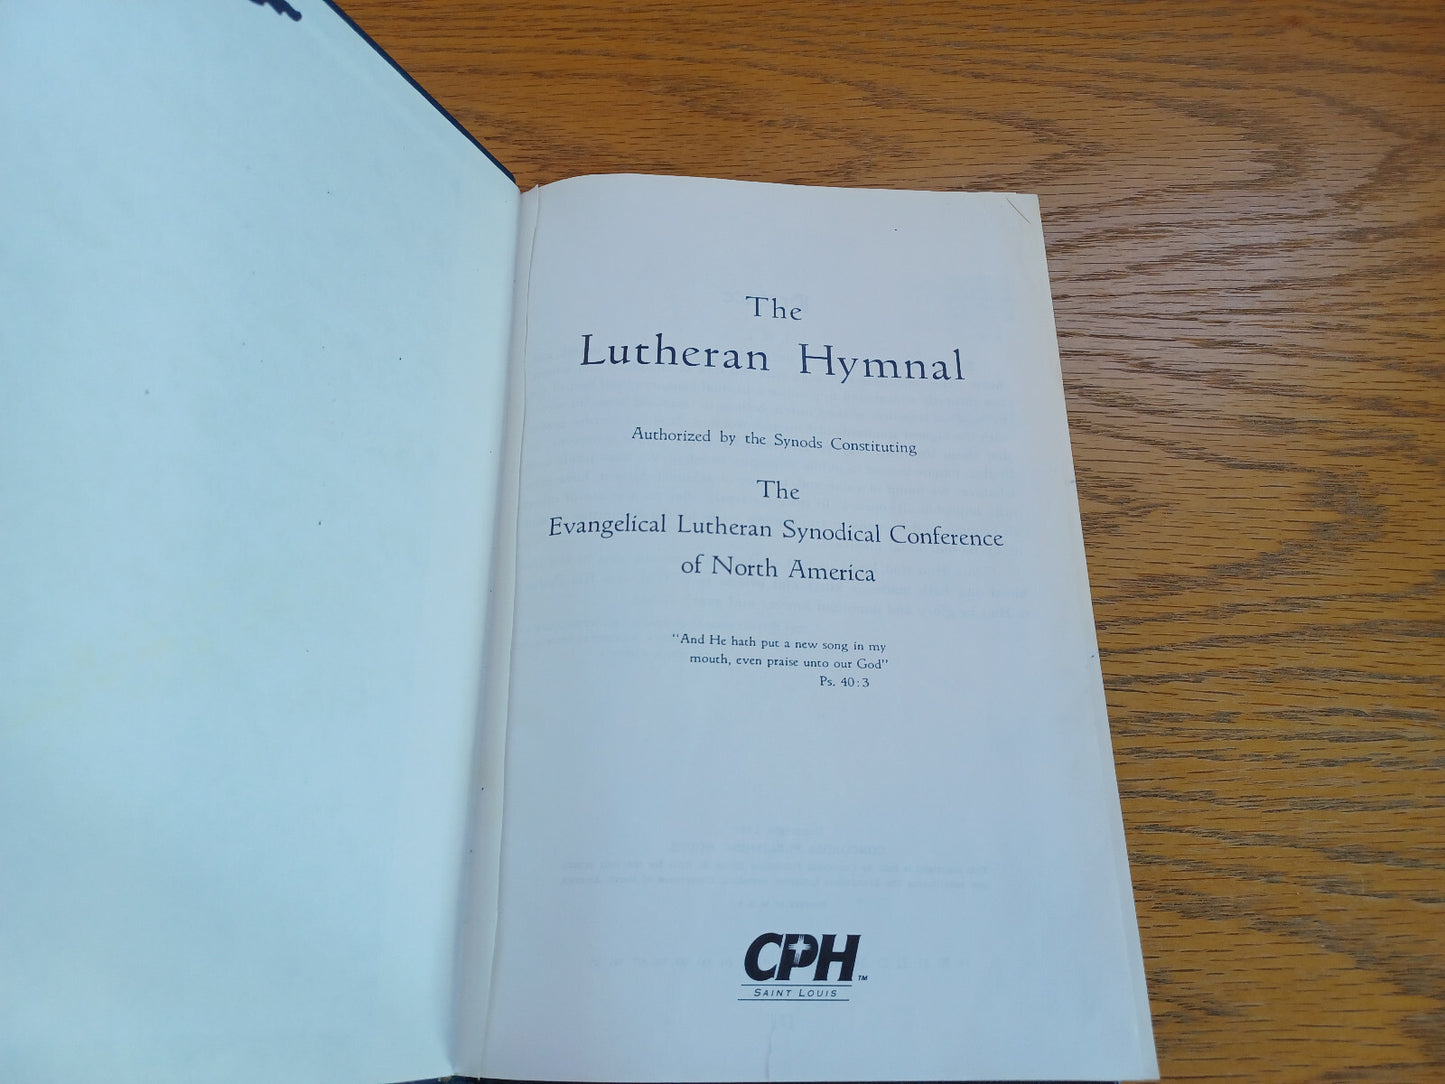 The
Lutheran Hymnal
Authorized by the Synods Constituting
The
Evangelical Lutheran Synodical Conference
of North America
"And He hath put a new song in my
mouth, even praise unto our God"
Ps. 40:3
CPH™
SAINT LOUIS